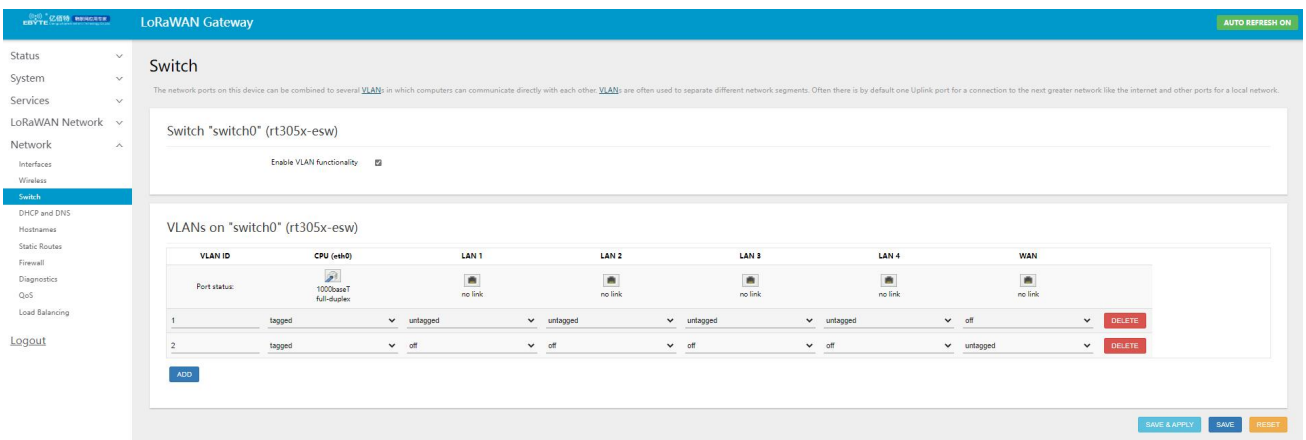 EBYTE 亿佰特
LoRaWAN Gateway
AUTO REFRESH ON
Status
System
Services
LoRaWAN Network
Network
Interfaces
Wireless
Switch
DHCP and DNS
Hostnames
Static Routes
Firewall
Diagnostics
QoS
Load Balancing
Logout
Switch
The network ports on this device can be combined to several VLANs in which computers can communicate directly with each other. VLANs are often used to separate different network segments. Often there is by default one Uplink port for a connection to the next greater network like the internet and other ports for a local network.
Switch "switch0" (rt305x-esw)
Enable VLAN functionality
VLANs on "switch0" (rt305x-esw)
VLAN ID CPU (eth0) LAN 1 LAN 2 LAN 3 LAN 4 WAN
Port status: 1000baseT full-duplex no link no link no link no link no link
1 tagged untagged untagged untagged untagged off DELETE
2 tagged off off off off untagged DELETE
ADD
SAVE & APPLY SAVE RESET